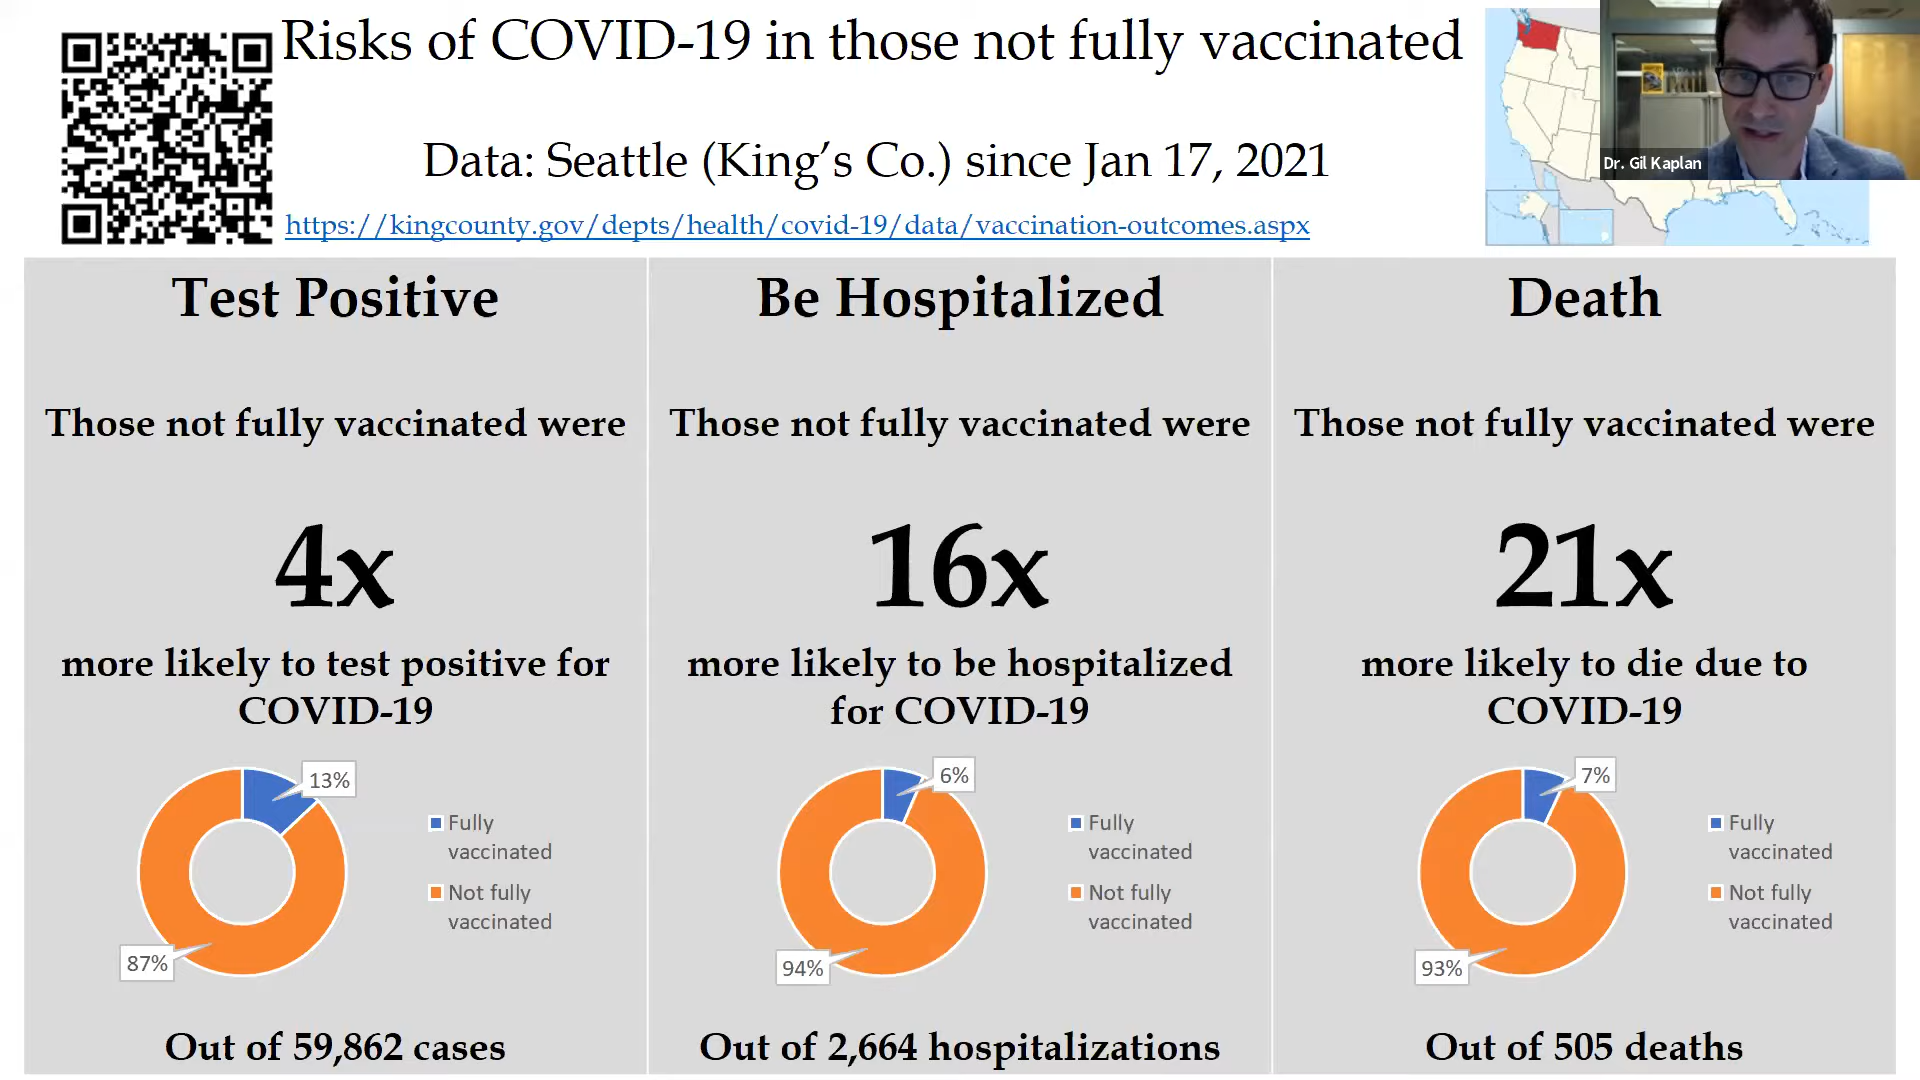 Risks of COVID-19 in those not fully vaccinated
Data: Seattle (King's Co.) since Jan 17, 2021
https://kingcounty.gov/depts/health/covid-19/data/vaccination-outcomes.aspx
Dr. Gil Kaplan
Test Positive
Those not fully vaccinated were
4x
more likely to test positive for
COVID-19
13%
87%
Fully
vaccinated
Not fully
vaccinated
Out of 59,862 cases
Be Hospitalized
Those not fully vaccinated were
16x
more likely to be hospitalized
for COVID-19
6%
94%
Fully
vaccinated
Not fully
vaccinated
Out of 2,664 hospitalizations
Death
Those not fully vaccinated were
21x
more likely to die due to
COVID-19
7%
93%
Fully
vaccinated
Not fully
vaccinated
Out of 505 deaths